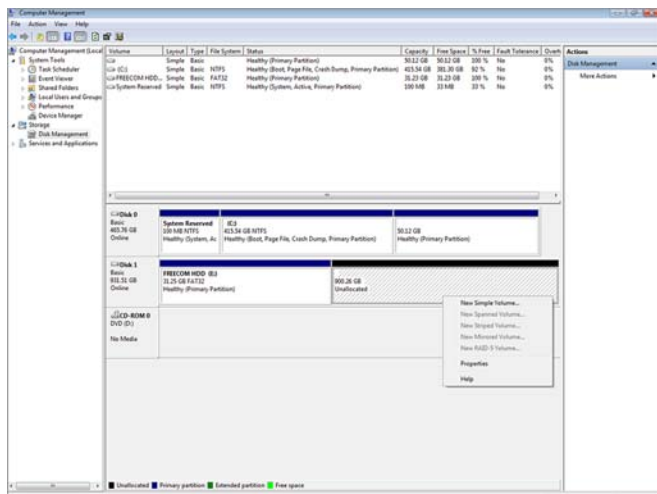 Computer Management
File Action View Help
Computer Management (Local
System Tools
Task Scheduler
Event Viewer
Shared Folders
Local Users and Groups
Performance
Device Manager
Storage
Disk Management
Services and Applications
Volume Layout Type File System Status Capacity Free Space % Free Fault Tolerance Overh
Simple Basic Healthy (Primary Partition) 50.12 GB 50.12 GB 100 % No 0%
(C:) Simple Basic NTFS Healthy (Boot, Page File, Crash Dump, Primary Partition) 415.54 GB 381.30 GB 92 % No 0%
FREECOM HDD... Simple Basic FAT32 Healthy (Primary Partition) 31.23 GB 31.23 GB 100 % No 0%
System Reserved Simple Basic NTFS Healthy (System, Active, Primary Partition) 100 MB 33 MB 33 % No 0%
Actions
Disk Management
More Actions
Disk 0
Basic
465.76 GB
Online
System Reserved
100 MB NTFS
Healthy (System, Ac
(C:)
415.54 GB NTFS
Healthy (Boot, Page File, Crash Dump, Primary Partition)
50.12 GB
Healthy (Primary Partition)
Disk 1
Basic
931.51 GB
Online
FREECOM HDD
31.25 GB FAT32
Healthy (Primary Partition)
900.26 GB
Unallocated
New Simple Volume...
New Spanned Volume...
New Striped Volume...
New Mirrored Volume...
New RAID-5 Volume...
Properties
Help
CD-ROM 0
DVD (D:)
No Media
Unallocated Primary partition Extended partition Free space